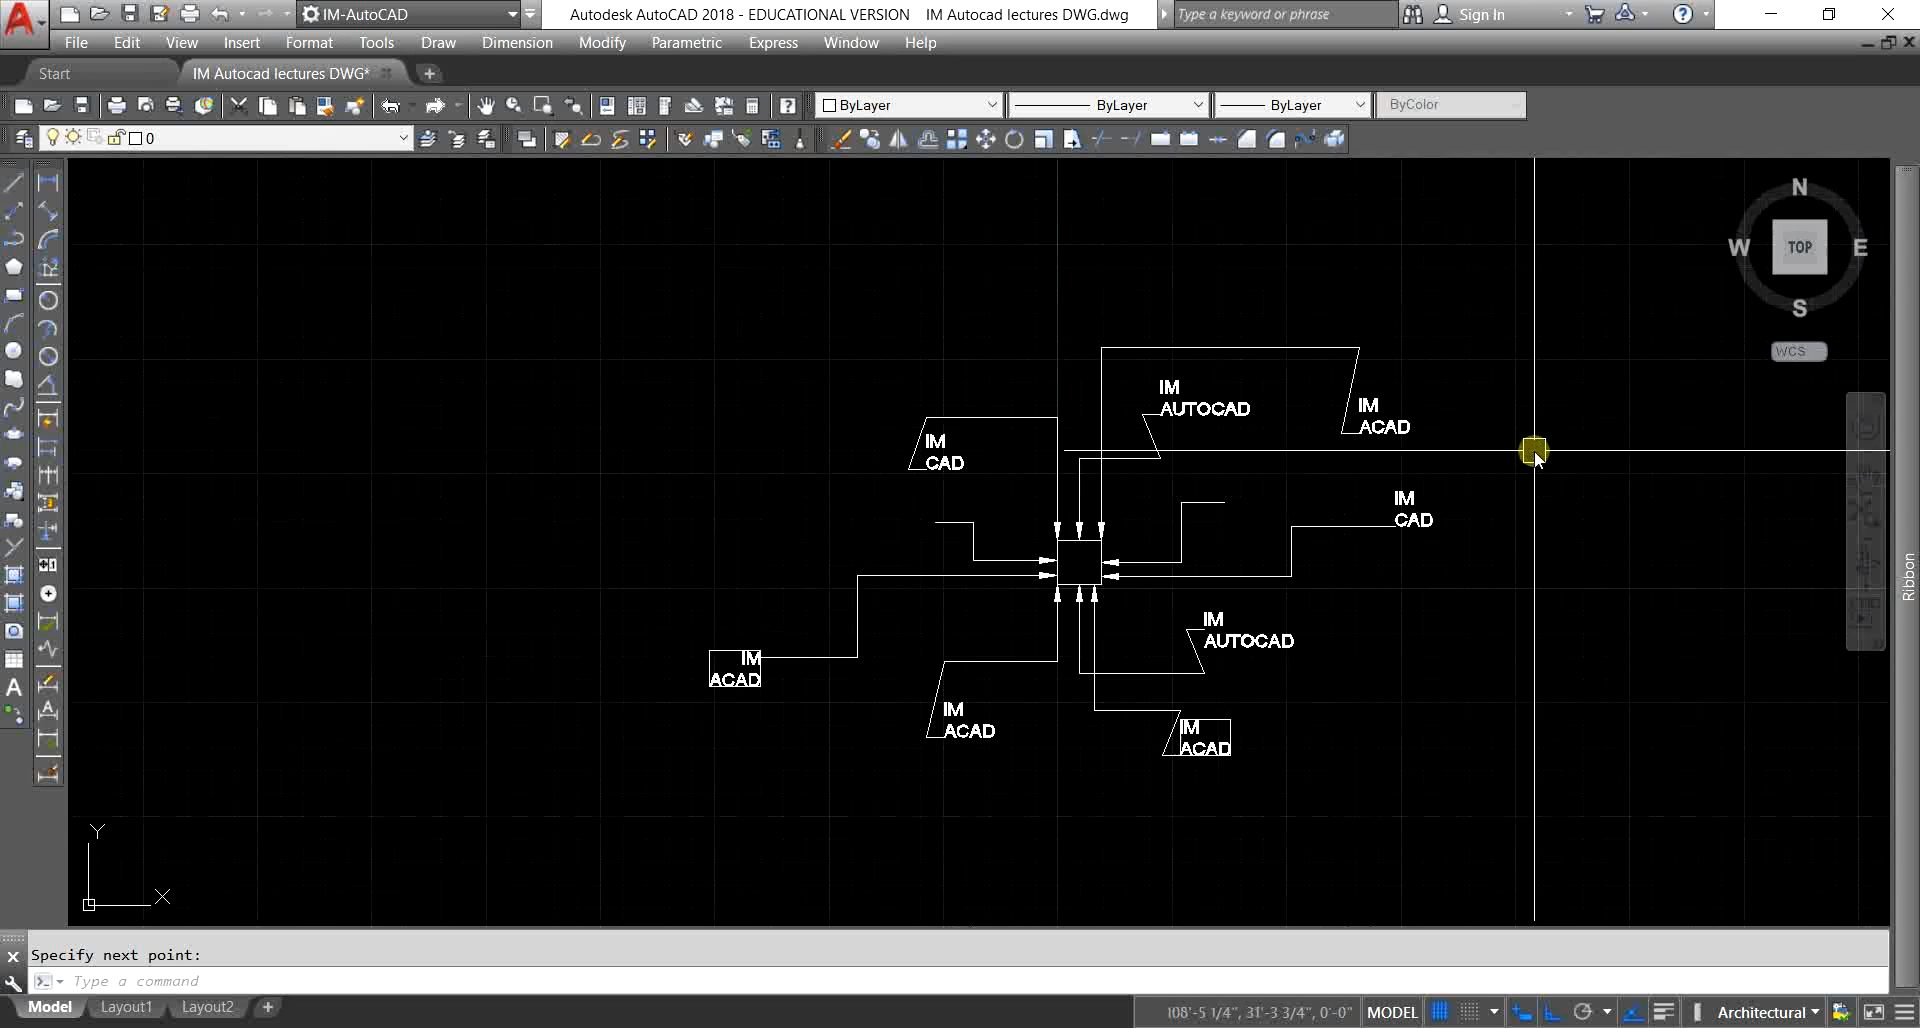 IM-AutoCAD
Autodesk AutoCAD 2018 - EDUCATIONAL VERSION IM Autocad lectures DWG.dwg
Type a keyword or phrase
Sign In
File Edit View Insert Format Tools Draw Dimension Modify Parametric Express Window Help
Start
IM Autocad lectures DWG*
ByLayer
ByLayer
ByLayer
ByColor
0
N
W
TOP
E
S
WCS
IM
AUTOCAD
IM
ACAD
IM
CAD
IM
CAD
IM
AUTOCAD
IM
ACAD
IM
ACAD
IM
ACAD
Ribbon
Y
X
Specify next point:
Type a command
Model Layout1 Layout2
108'-5 1/4", 31'-3 3/4", 0'-0"
MODEL
Architectural